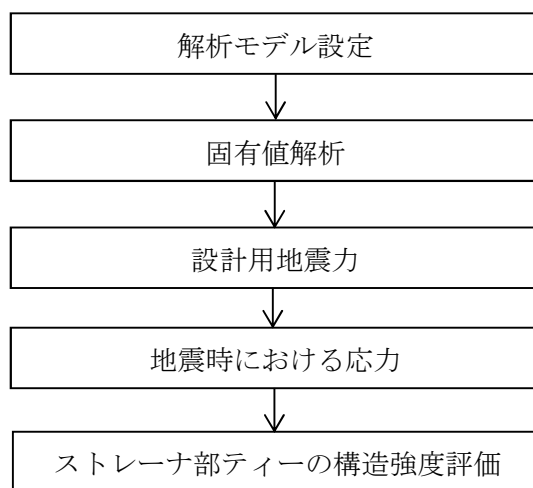 解析モデル設定
固有値解析
設計用地震力
地震時における応力
ストレーナ部ティーの構造強度評価